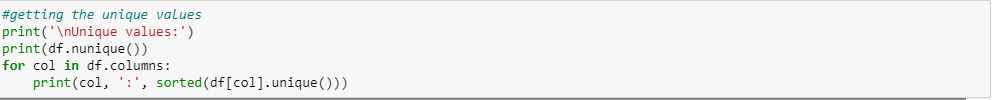 #getting the unique values
print('\nUnique values:')
print(df.nunique())
for col in df.columns:
    print(col, ':', sorted(df[col].unique()))